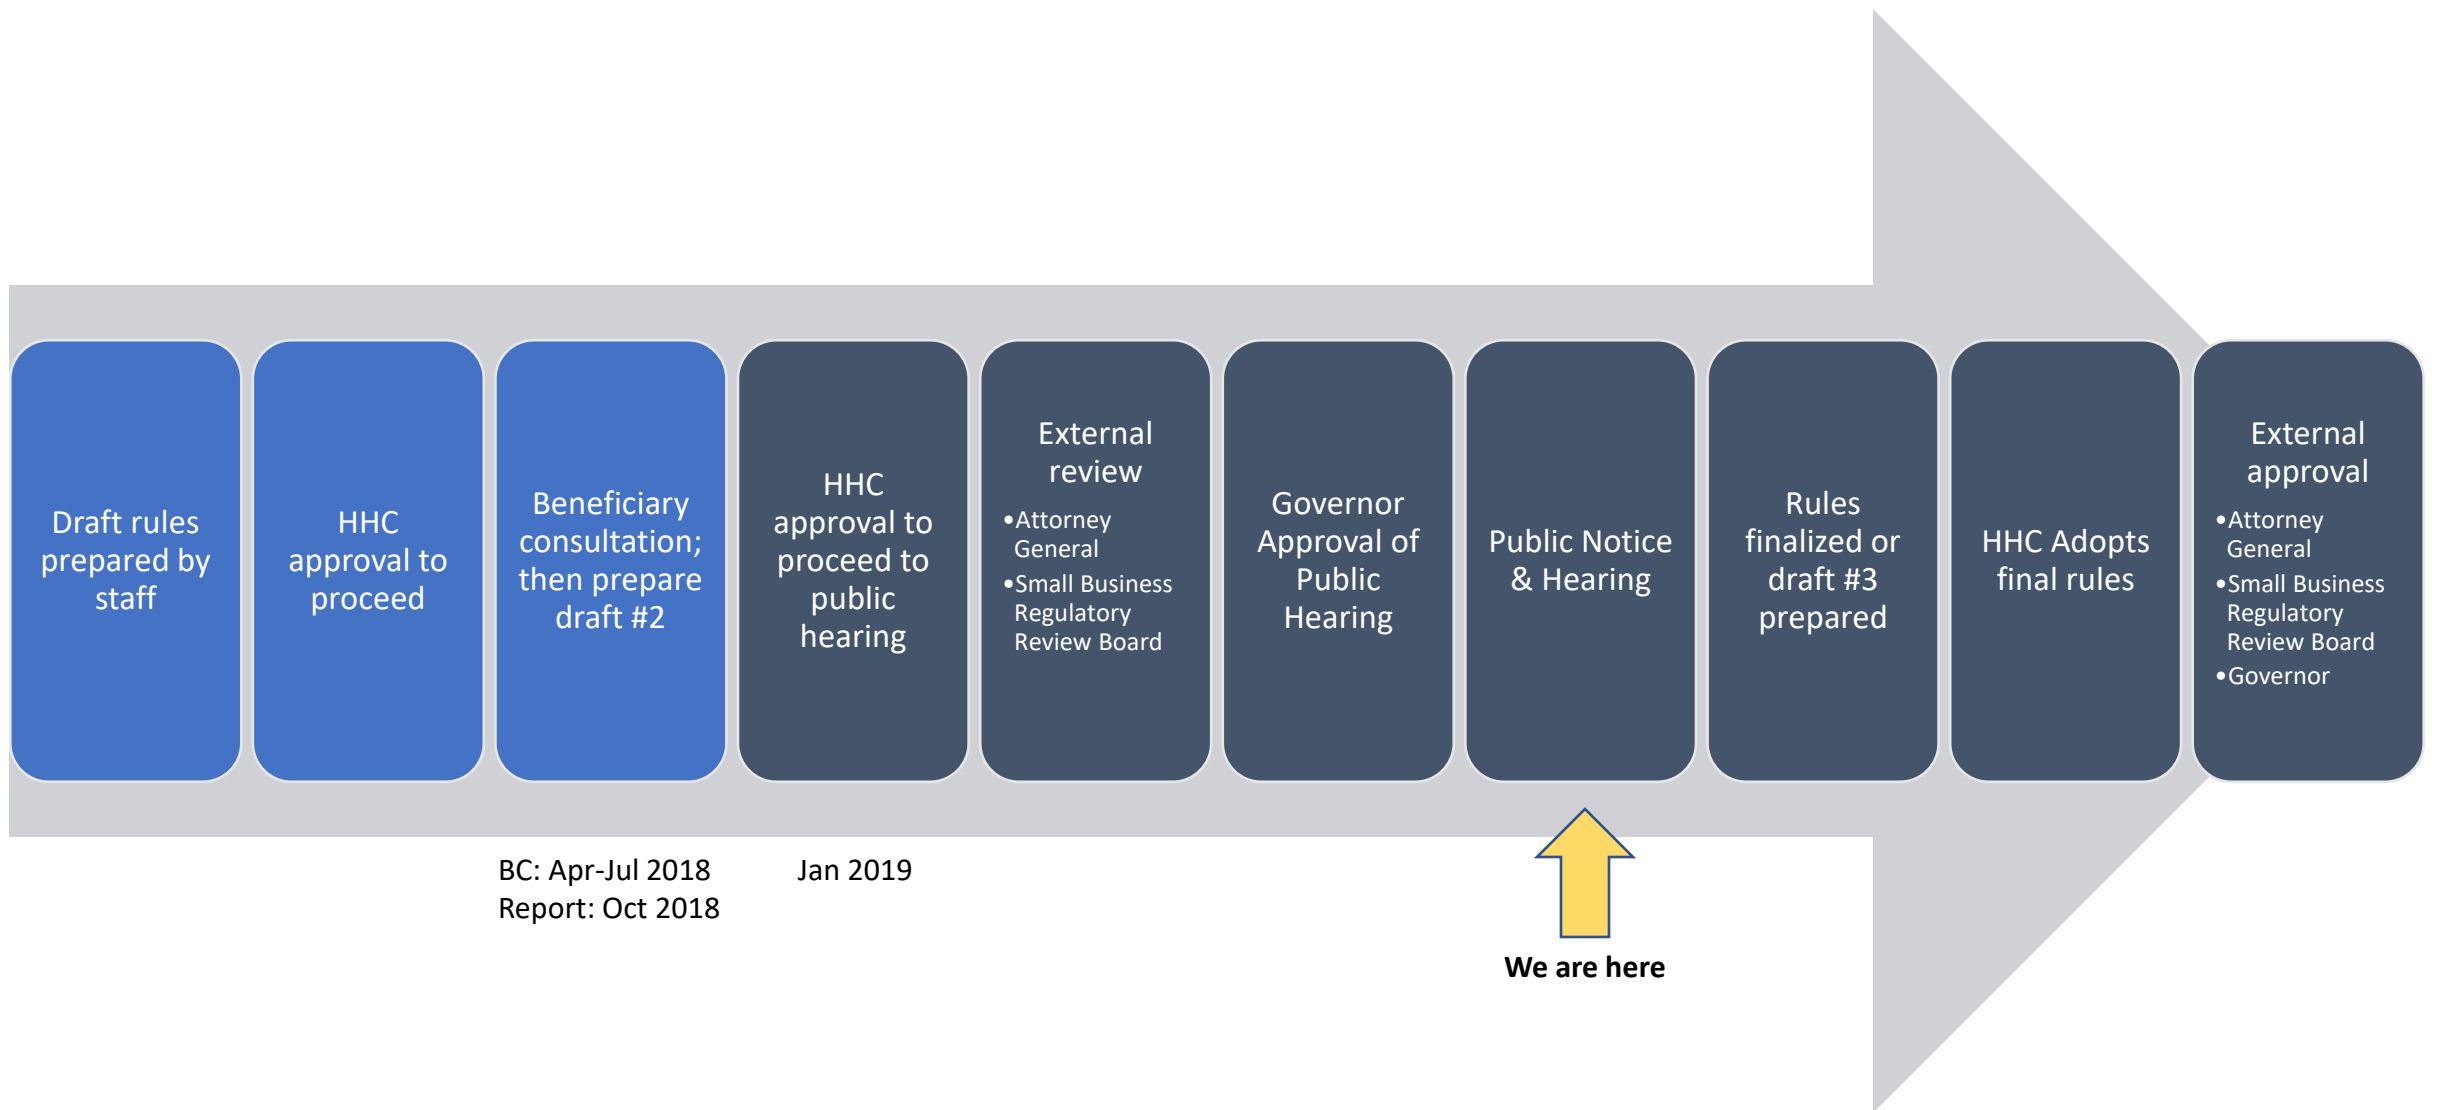 Draft rules
prepared by
staff
HHC
approval to
proceed
Beneficiary
consultation;
then prepare
draft #2
HHC
approval to
proceed to
public
hearing
External
review
•Attorney
General
•Small Business
Regulatory
Review Board
Governor
Approval of
Public
Hearing
Public Notice
& Hearing
Rules
finalized or
draft #3
prepared
HHC Adopts
final rules
External
approval
•Attorney
General
•Small Business
Regulatory
Review Board
•Governor
BC: Apr-Jul 2018
Report: Oct 2018
Jan 2019
We are here